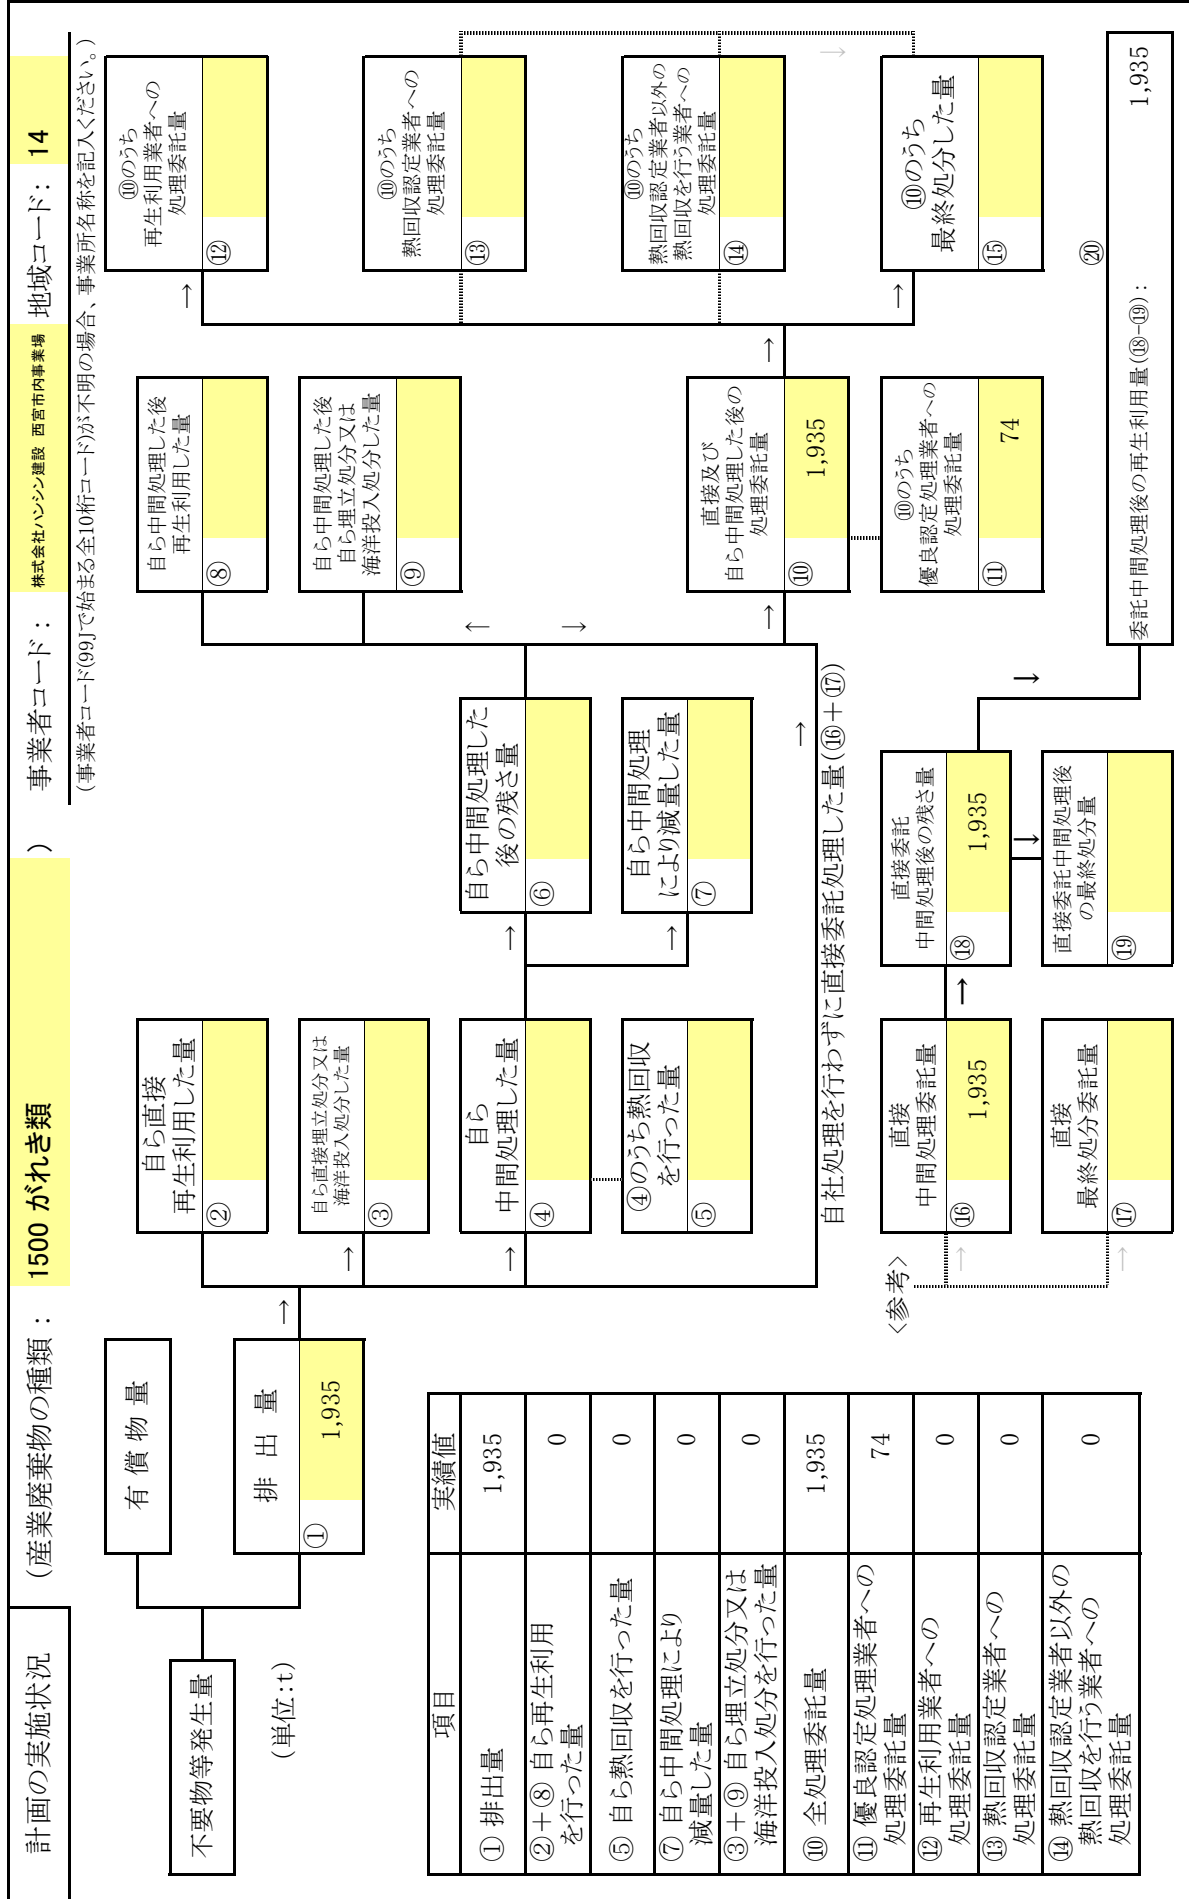 計画の実施状況
(産業廃棄物の種類：
1500 がれき類
)
事業者コード：
株式会社ハンシン建設 西宮市内事業場
地域コード：
14
(事業者コード(99Jで始まる全10桁コード)が不明の場合、事業所名称を記入ください。)
不要物等発生量
(単位:t)
有 償 物 量
排 出 量
①
1,935
→
自ら直接
再生利用した量
②
自ら直接埋立処分又は
海洋投入処分した量
③
→
自ら
中間処理した量
④
→
④のうち熱回収
を行った量
⑤
自ら中間処理した
後の残さ量
⑥
→
自ら中間処理
により減量した量
⑦
→
自ら中間処理した後
再生利用した量
⑧
自ら中間処理した後
自ら埋立処分又は
海洋投入処分した量
⑨
↑
↓
直接及び
自ら中間処理した後の
処理委託量
⑩
1,935
→
→
⑩のうち
優良認定処理業者への
処理委託量
⑪
74
⑩のうち
再生利用業者への
処理委託量
⑫
→
⑩のうち
熱回収認定業者への
処理委託量
⑬
⑩のうち
熱回収認定業者以外の
熱回収を行う業者への
処理委託量
⑭
↓
⑩のうち
最終処分した量
⑮
→
→
自社処理を行わずに直接委託処理した量(⑯＋⑰)
<参考>
直接
中間処理委託量
⑯
1,935
→
直接
最終処分委託量
⑰
→
直接委託
中間処理後の残さ量
⑱
1,935
→
↓
直接委託中間処理後
の最終処分量
⑲
↓
⑳
委託中間処理後の再生利用量(⑱-⑲)：
1,935
項目
実績値
① 排出量
1,935
②＋⑧ 自ら再生利用
を行った量
0
⑤ 自ら熱回収を行った量
0
⑦ 自ら中間処理により
減量した量
0
③＋⑨ 自ら埋立処分又は
海洋投入処分を行った量
0
⑩ 全処理委託量
1,935
⑪ 優良認定処理業者への
処理委託量
74
⑫ 再生利用業者への
処理委託量
0
⑬ 熱回収認定業者への
処理委託量
0
⑭ 熱回収認定業者以外の
熱回収を行う業者への
処理委託量
0